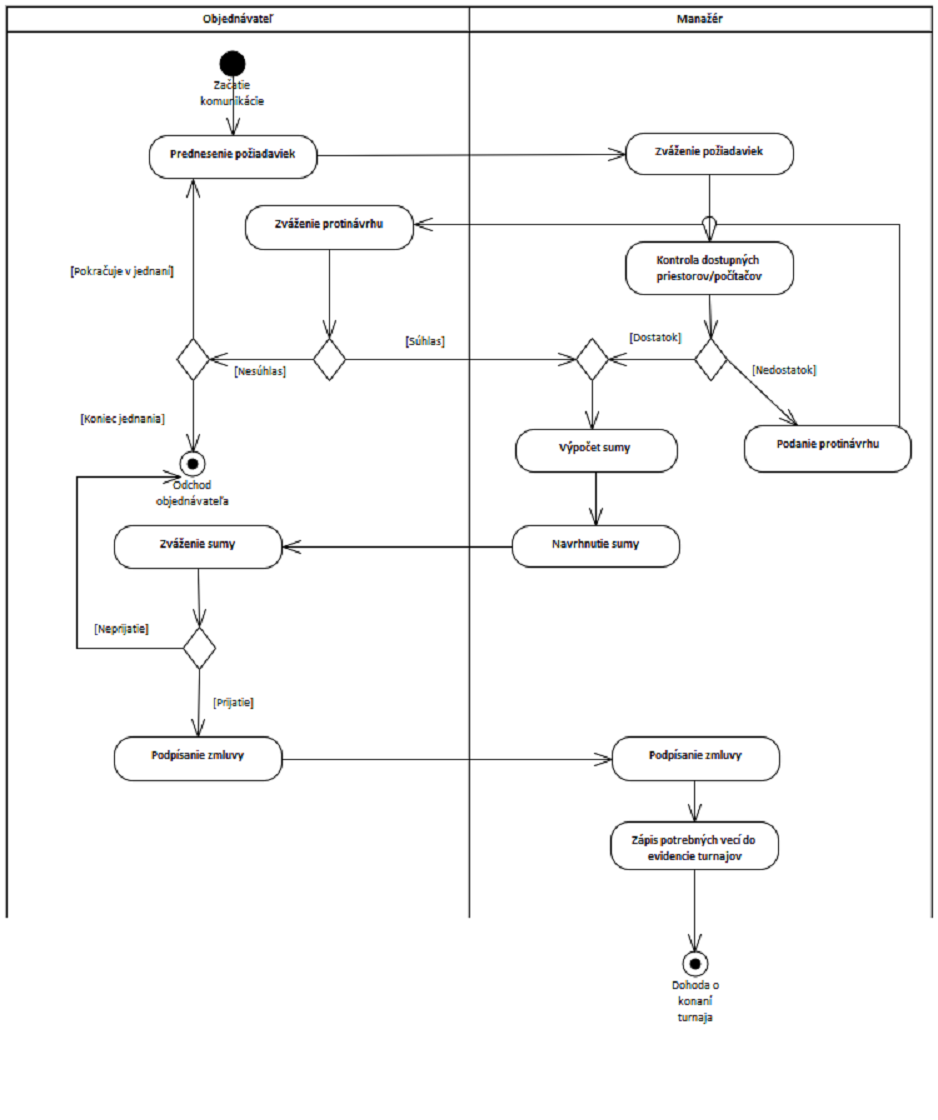 Objednávateľ
Manažér
Začatie
komunikácie
Prednesenie požiadaviek
Zváženie požiadaviek
Zváženie protinávrhu
Kontrola dostupných
priestorov/počítačov
[Pokračuje v jednaní]
[Súhlas]
[Dostatok]
[Nesúhlas]
[Nedostatok]
[Koniec jednania]
Výpočet sumy
Podanie protinávrhu
Odchod
objednávateľa
Zváženie sumy
Navrhnutie sumy
[Neprijatie]
[Prijatie]
Podpísanie zmluvy
Podpísanie zmluvy
Zápis potrebných vecí do
evidencie turnajov
Dohoda o
konaní
turnaja